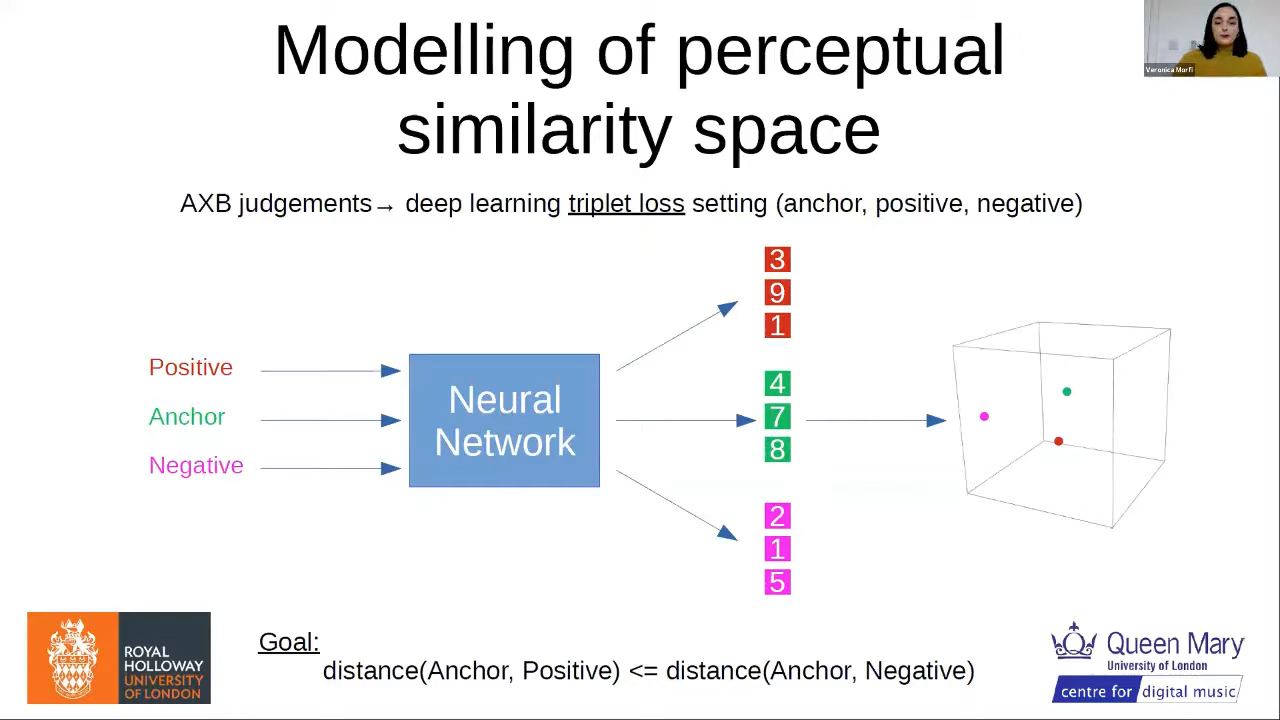 Modelling of perceptual
similarity space
Veronica Morfi
AXB judgements→ deep learning triplet loss setting (anchor, positive, negative)
Positive
Anchor
Negative
Neural
Network
3
9
1
4
7
8
2
1
5
ROYAL
HOLLOWAY
UNIVERSITY
OF LONDON
Goal:
distance(Anchor, Positive) <= distance(Anchor, Negative)
Queen Mary
University of London
centre for digital music